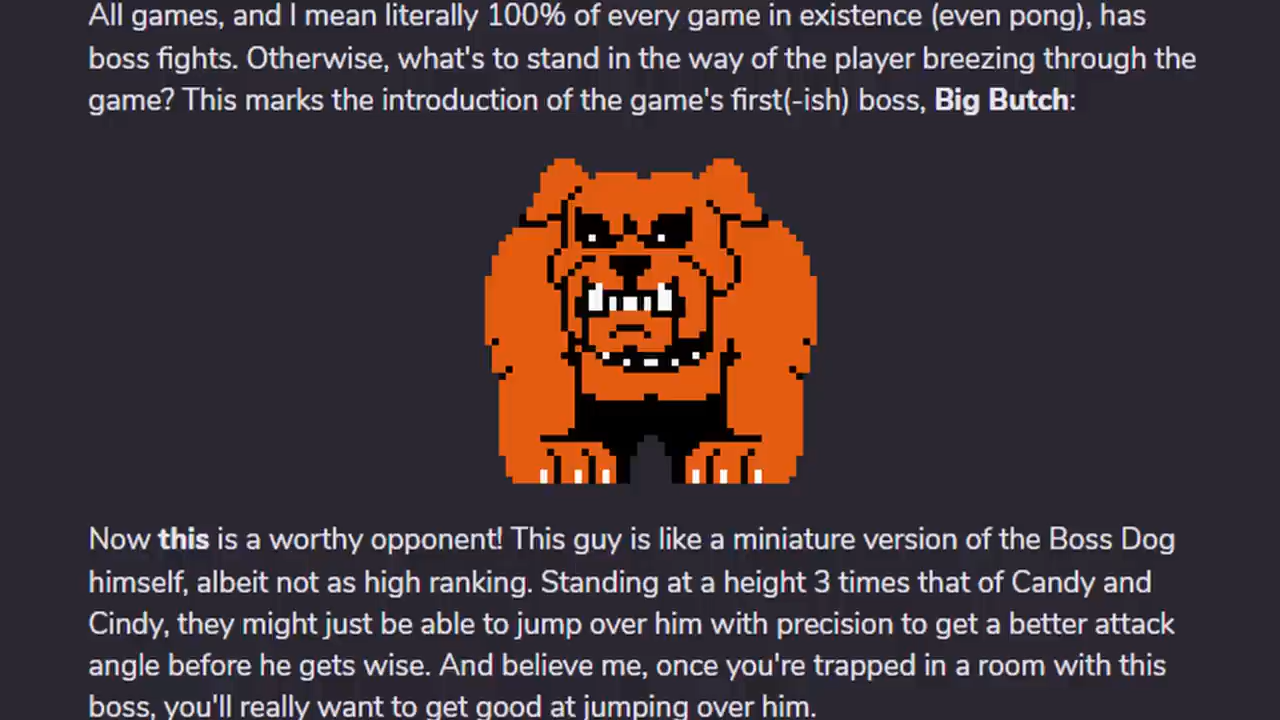 All games, and I mean literally 100% of every game in existence (even pong), has
boss fights. Otherwise, what's to stand in the way of the player breezing through the
game? This marks the introduction of the game's first(-ish) boss, Big Butch:
Now this is a worthy opponent! This guy is like a miniature version of the Boss Dog
himself, albeit not as high ranking. Standing at a height 3 times that of Candy and
Cindy, they might just be able to jump over him with precision to get a better attack
angle before he gets wise. And believe me, once you're trapped in a room with this
boss, you'll really want to get good at jumping over him.